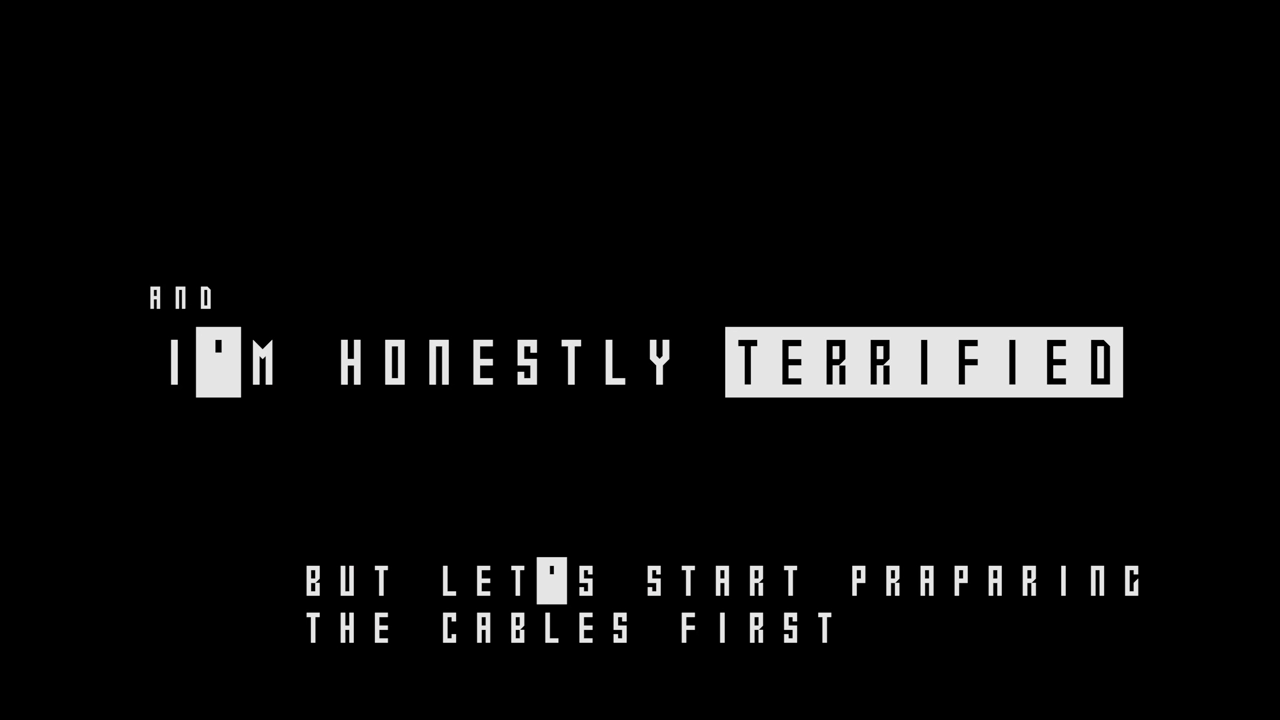 AND
I'M HONESTLY TERRIFIED
BUT LET'S START PRAPARING
THE CABLES FIRST